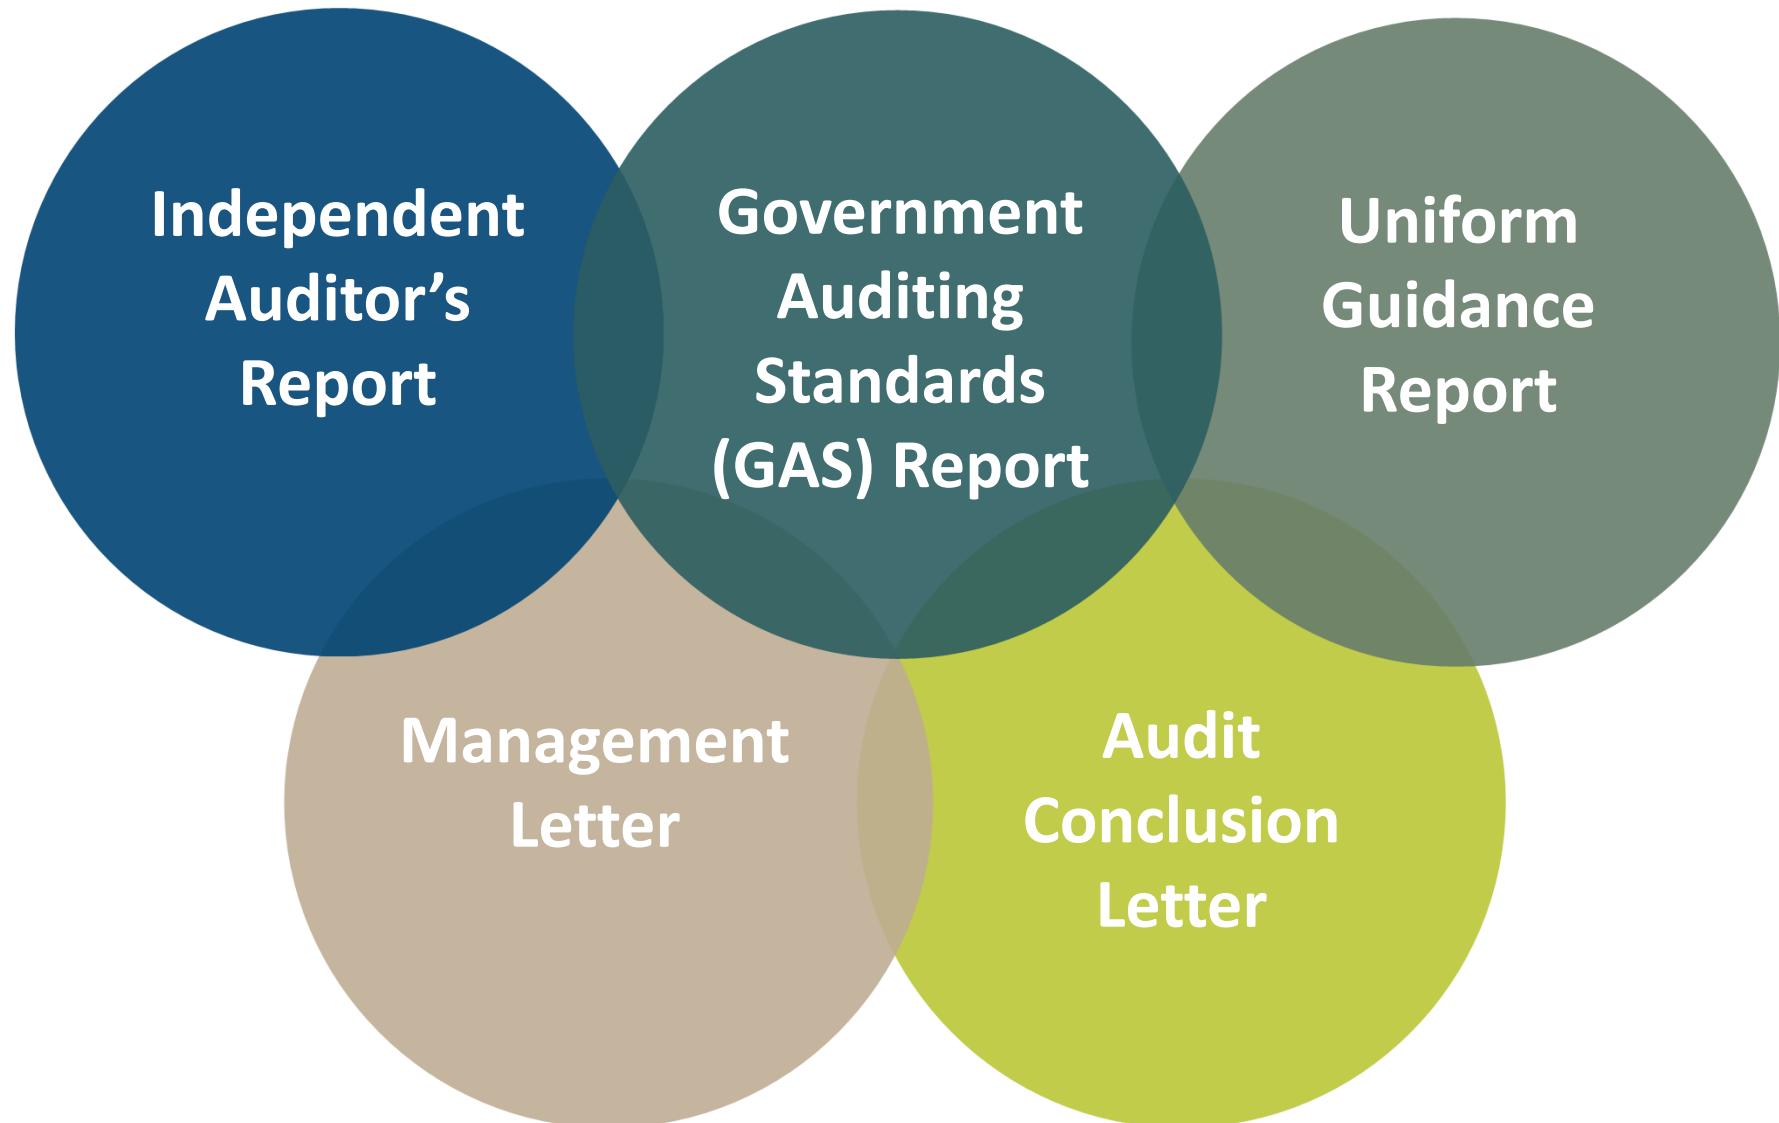 Independent
Auditor’s
Report
Government
Auditing
Standards
(GAS) Report
Uniform
Guidance
Report
Management
Letter
Audit
Conclusion
Letter